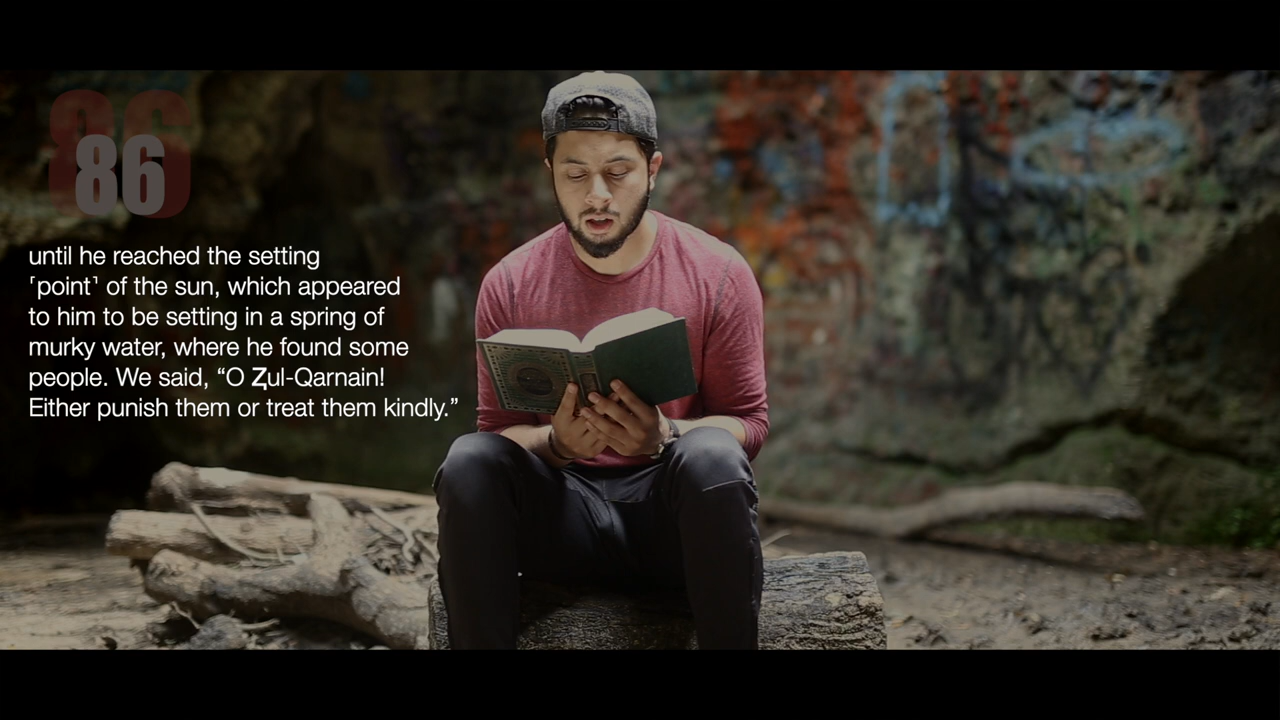 86
until he reached the setting
˹point˺ of the sun, which appeared
to him to be setting in a spring of
murky water, where he found some
people. We said, “O Ⱬul-Qarnain!
Either punish them or treat them kindly.”